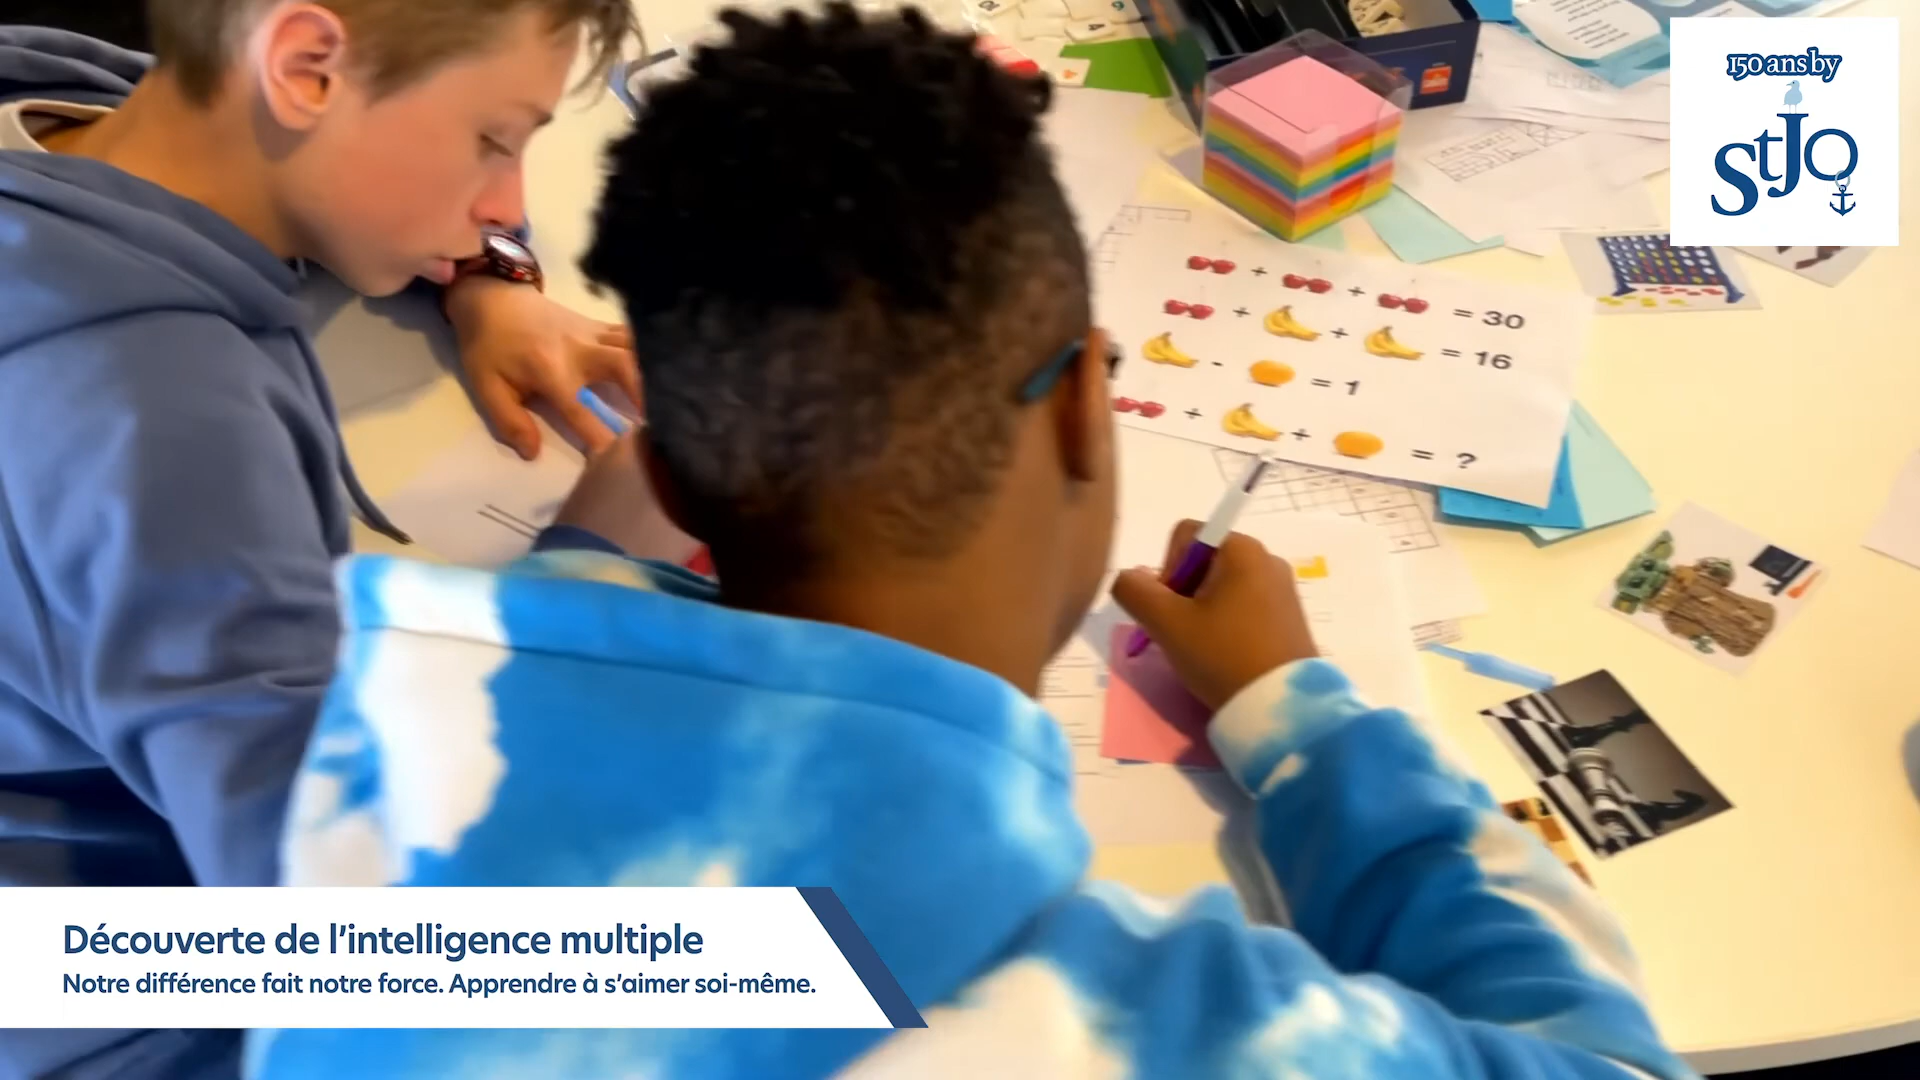 150 ans by
StJo
+ + = 30
+ + = 16
- = 1
+ + = ?
Découverte de l'intelligence multiple
Notre différence fait notre force. Apprendre à s'aimer soi-même.